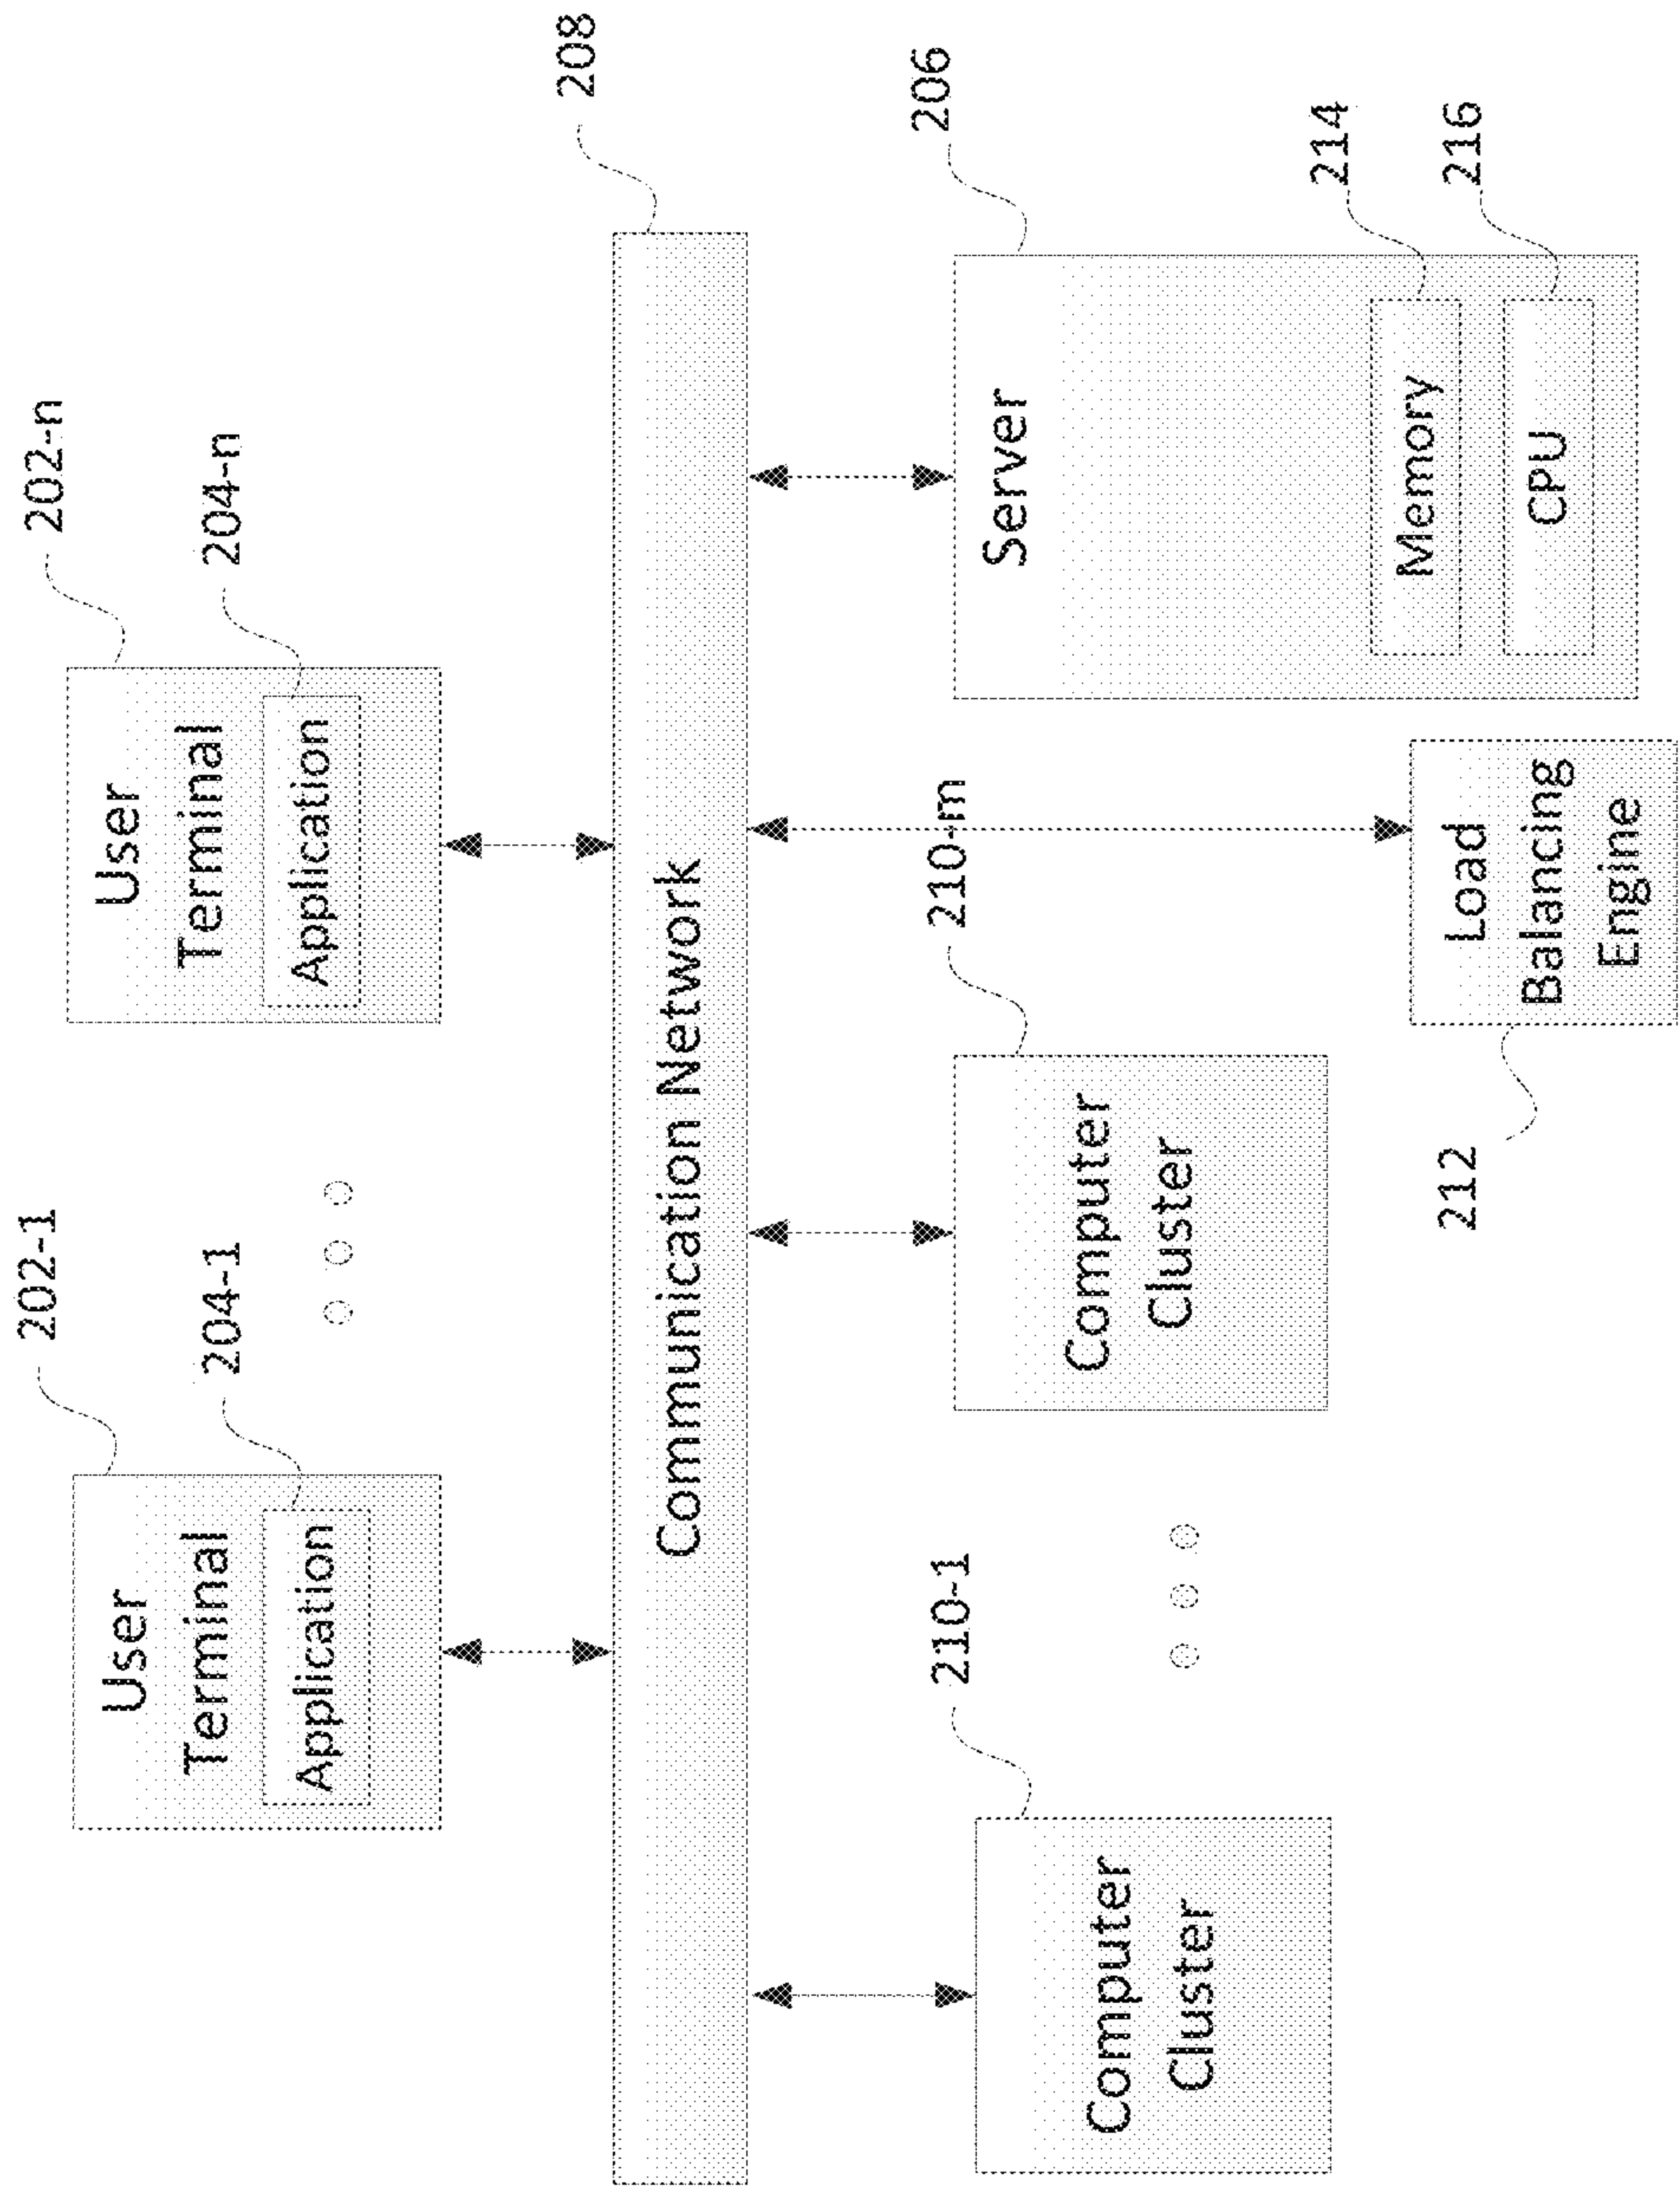 202-1
User
Terminal
204-1
Application
202-n
User
Terminal
204-n
Application
208
Communication Network
210-1
Computer
Cluster
210-m
Computer
Cluster
212
Load
Balancing
Engine
206
Server
214
Memory
216
CPU